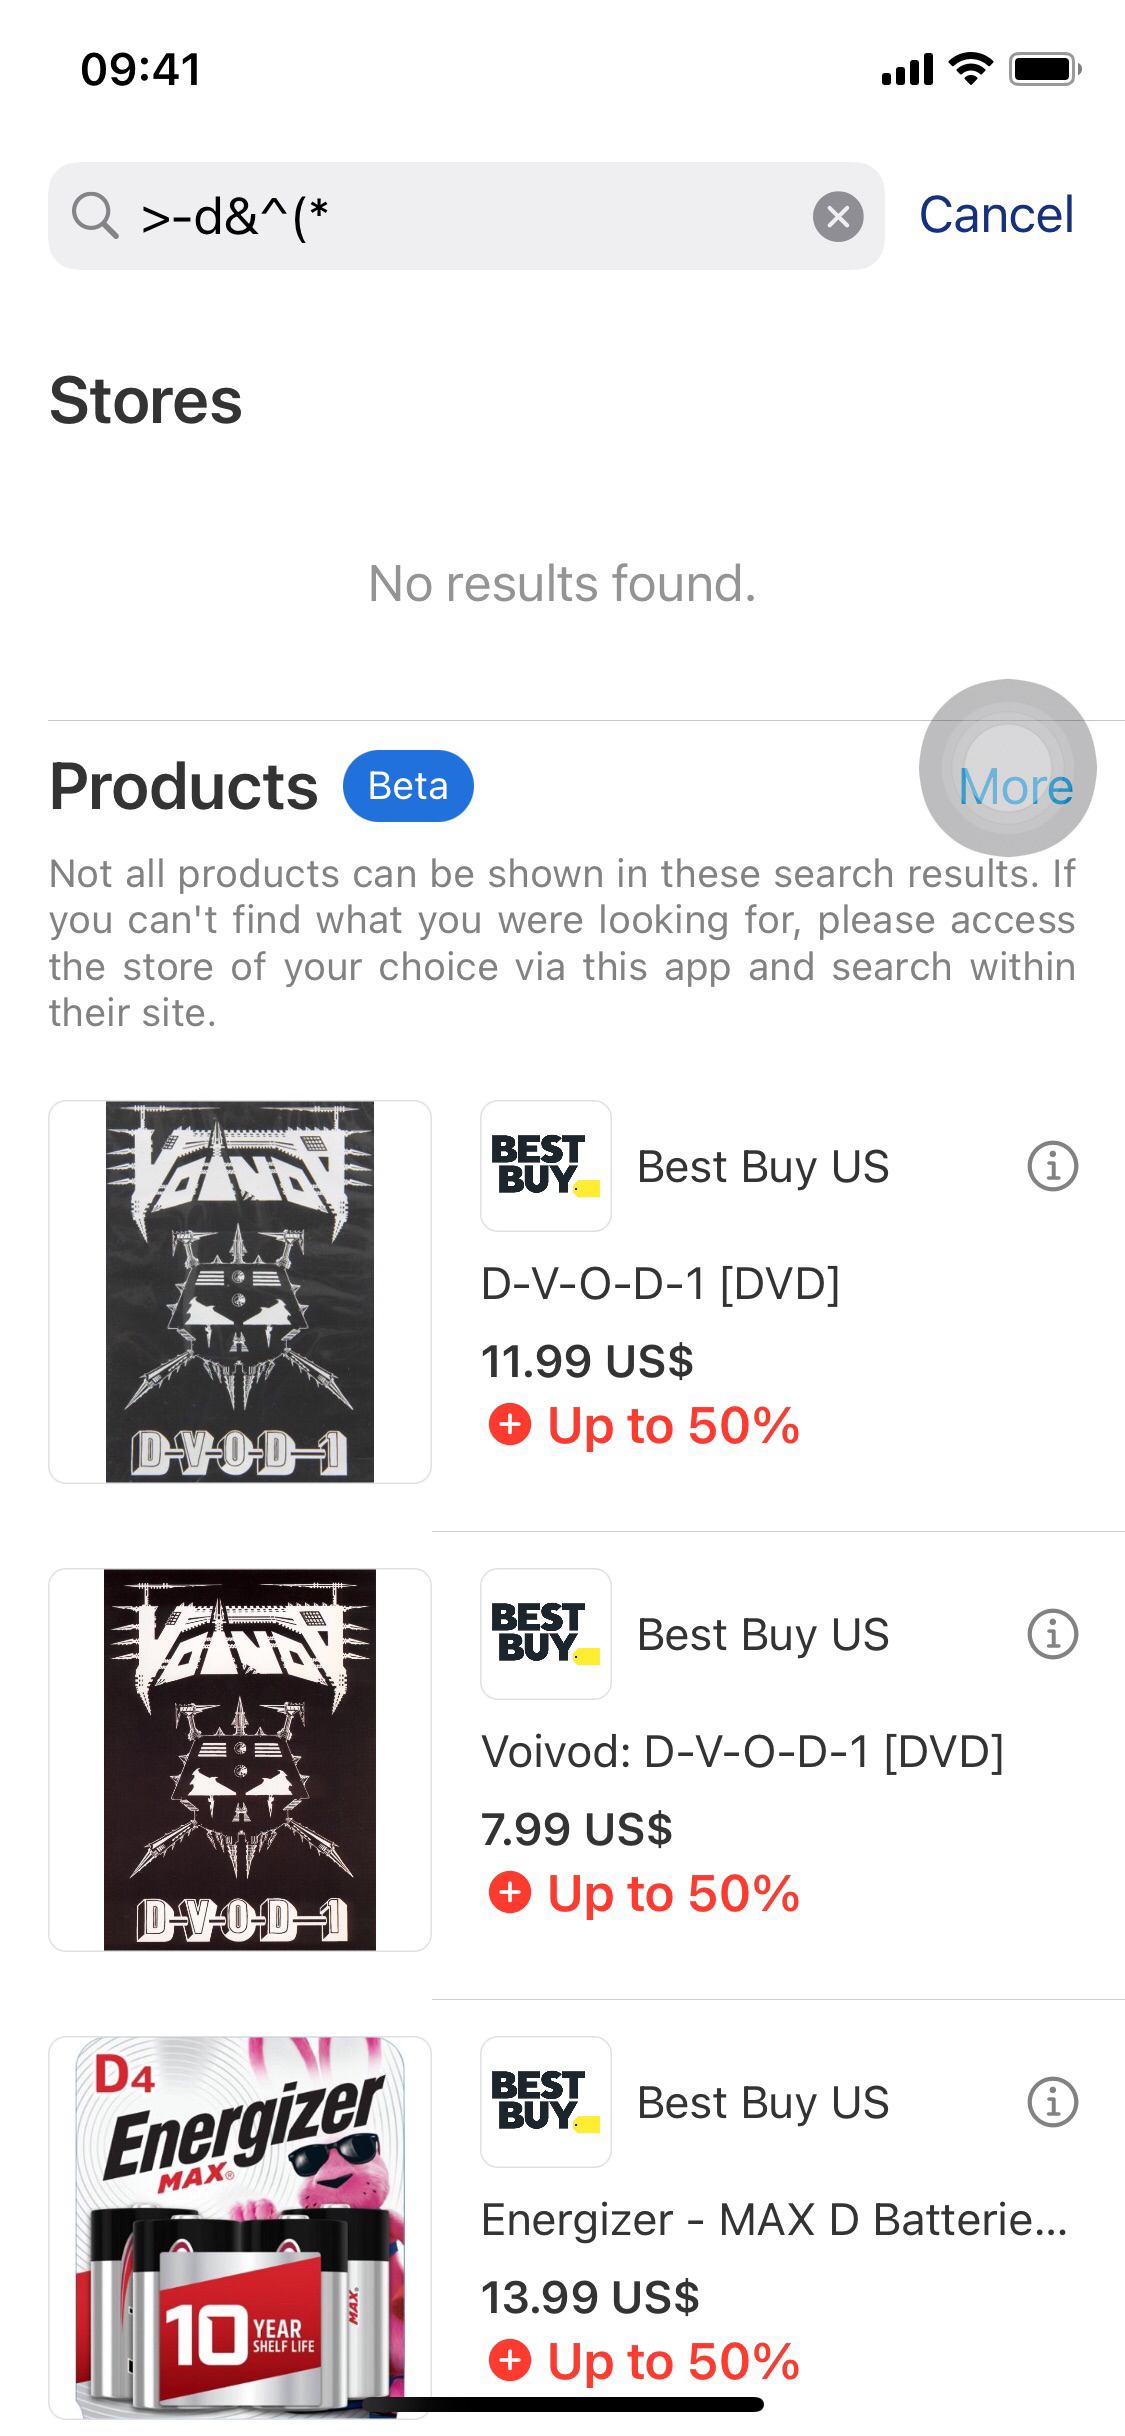 09:41
>-d&^(*
Cancel
Stores
No results found.
Products
Beta
More
Not all products can be shown in these search results. If
you can't find what you were looking for, please access
the store of your choice via this app and search within
their site.
VOIVOD
D-V-O-D-1
BEST
BUY
Best Buy US
D-V-O-D-1 [DVD]
11.99 US$
Up to 50%
VOIVOD
D-V-O-D-1
BEST
BUY
Best Buy US
Voivod: D-V-O-D-1 [DVD]
7.99 US$
Up to 50%
D4
Energizer
MAX®
MAX
10 YEAR
SHELF LIFE
BEST
BUY
Best Buy US
Energizer - MAX D Batterie...
13.99 US$
Up to 50%